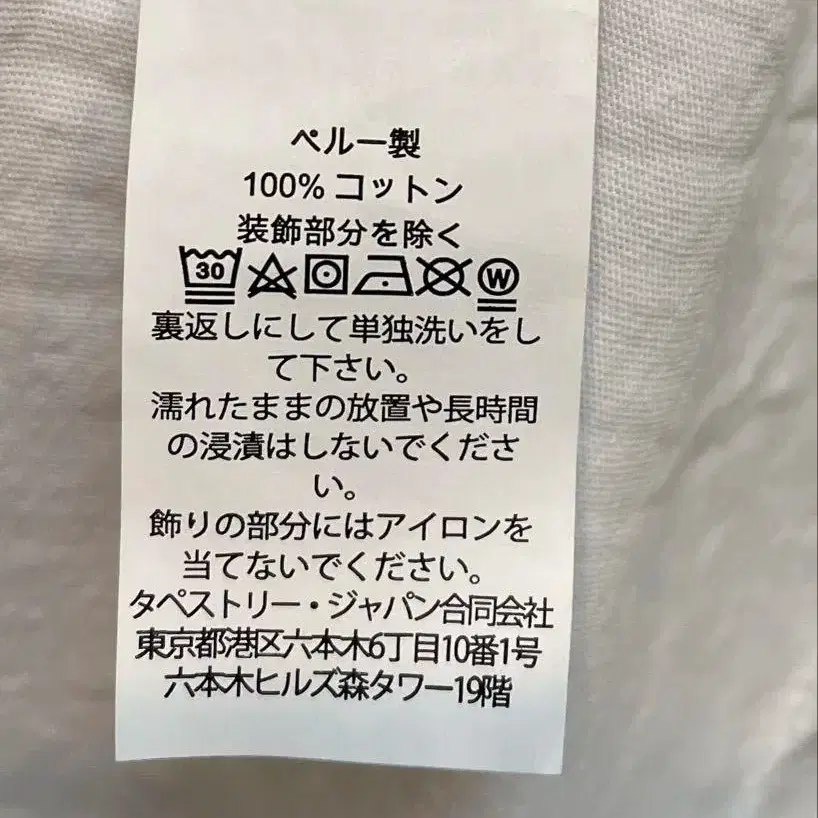 ペルー製
100% コットン
装飾部分を除く
30 W
裏返しにして単独洗いをし
て下さい。
濡れたままの放置や長時間
の浸漬はしないでくださ
い。
飾りの部分にはアイロンを
当てないでください。
タペストリー・ジャパン合同会社
東京都港区六本木6丁目10番1号
六本木ヒルズ森タワー19階